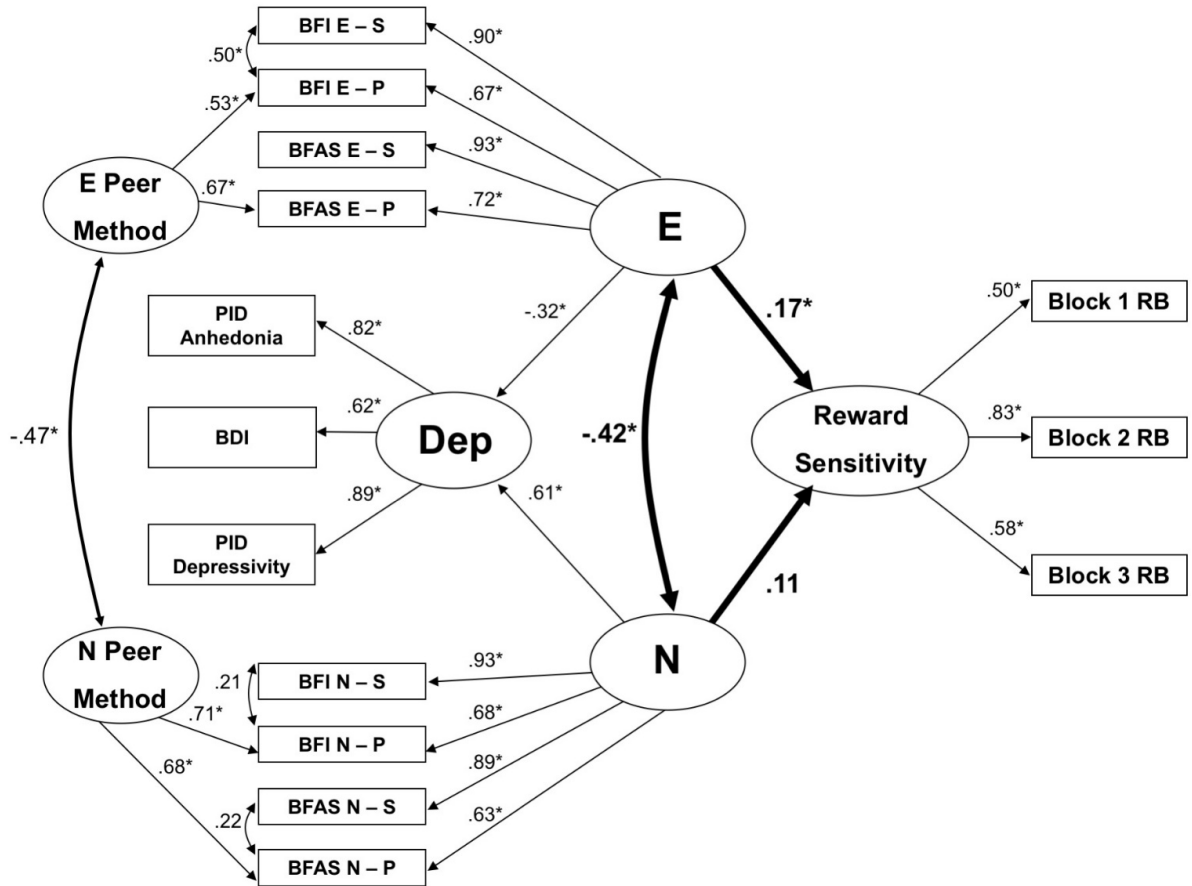 BFI E – S
.90*
.50*
BFI E – P
.67*
.53*
BFAS E – S
.93*
E Peer
Method
.67*
BFAS E – P
.72*
E
PID
Anhedonia
.82*
-.32*
.17*
.50*
Block 1 RB
-.47*
BDI
.62*
Dep
-.42*
Reward
Sensitivity
.83*
Block 2 RB
PID
Depressivity
.89*
.61*
.11
.58*
Block 3 RB
N Peer
Method
.21
BFI N – S
.93*
N
.71*
BFI N – P
.68*
.68*
BFAS N – S
.89*
.22
BFAS N – P
.63*